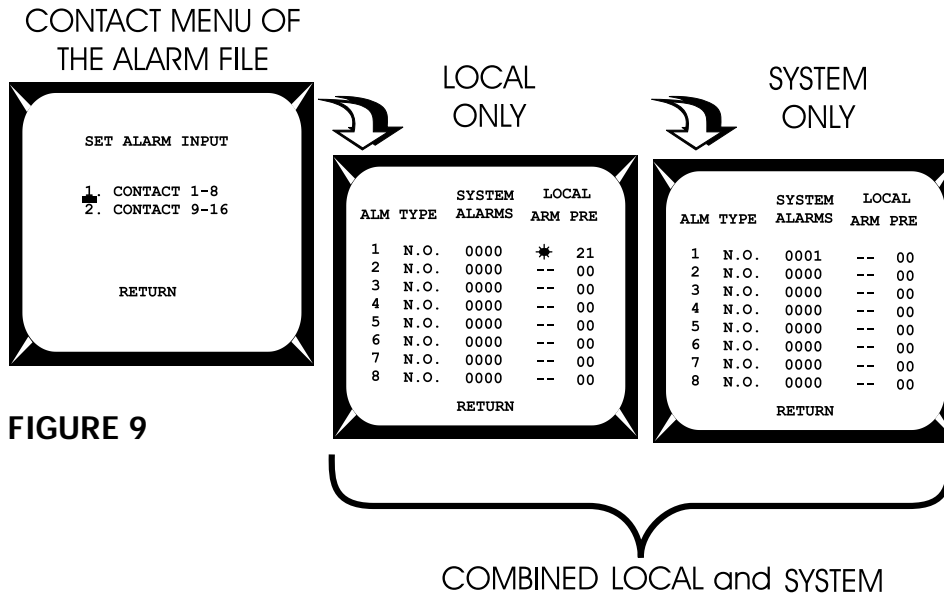 CONTACT MENU OF
THE ALARM FILE
SET ALARM INPUT
1. CONTACT 1-8
2. CONTACT 9-16
RETURN
FIGURE 9
LOCAL
ONLY
SYSTEM LOCAL
ALM TYPE ALARMS ARM PRE
1 N.O. 0000 ☀ 21
2 N.O. 0000 -- 00
3 N.O. 0000 -- 00
4 N.O. 0000 -- 00
5 N.O. 0000 -- 00
6 N.O. 0000 -- 00
7 N.O. 0000 -- 00
8 N.O. 0000 -- 00
RETURN
SYSTEM
ONLY
SYSTEM LOCAL
ALM TYPE ALARMS ARM PRE
1 N.O. 0001 -- 00
2 N.O. 0000 -- 00
3 N.O. 0000 -- 00
4 N.O. 0000 -- 00
5 N.O. 0000 -- 00
6 N.O. 0000 -- 00
7 N.O. 0000 -- 00
8 N.O. 0000 -- 00
RETURN
COMBINED LOCAL and SYSTEM